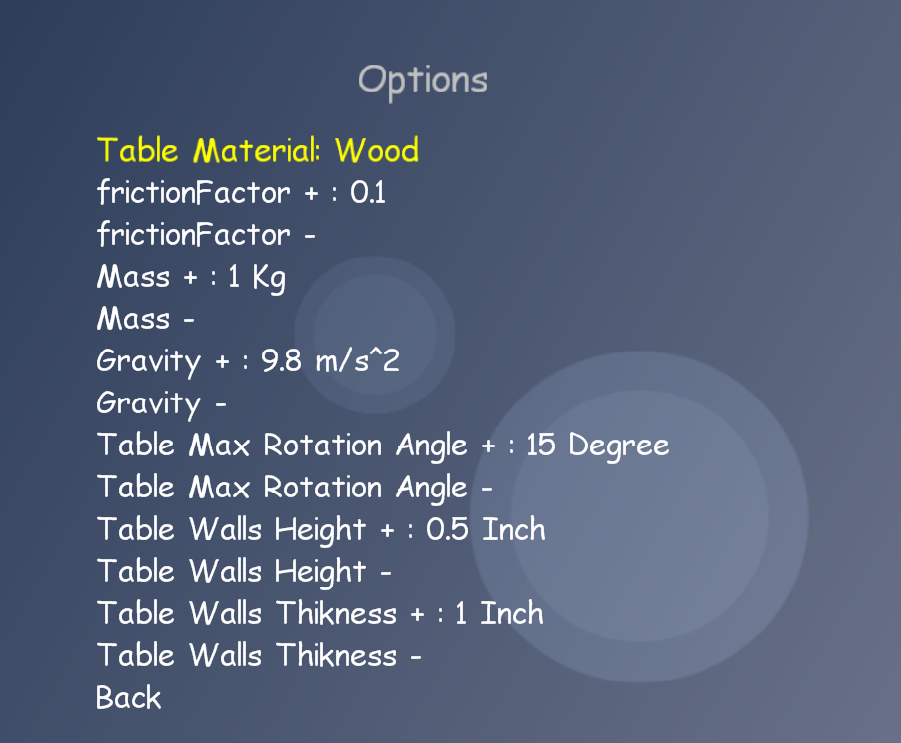 Options
Table Material: Wood
frictionFactor + : 0.1
frictionFactor -
Mass + : 1 Kg
Mass -
Gravity + : 9.8 m/s^2
Gravity -
Table Max Rotation Angle + : 15 Degree
Table Max Rotation Angle -
Table Walls Height + : 0.5 Inch
Table Walls Height -
Table Walls Thikness + : 1 Inch
Table Walls Thikness -
Back